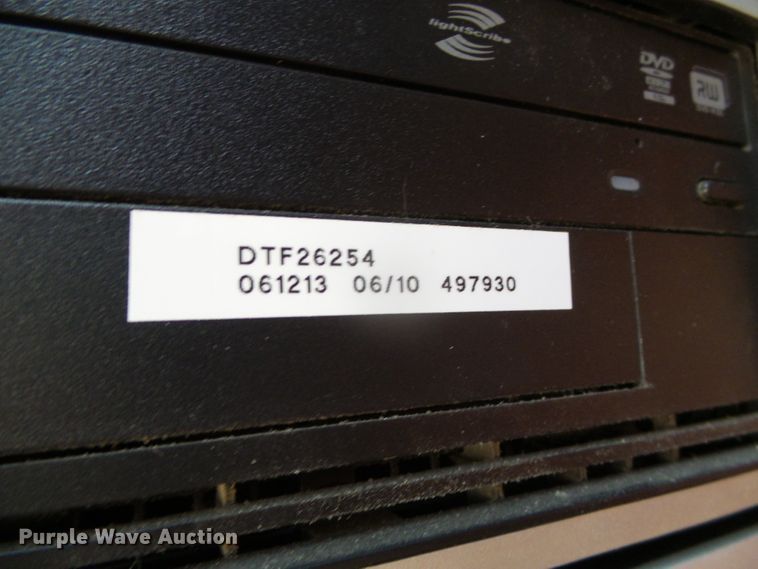 lightScribe
DVD
RW
DTF26254
061213 06/10 497930
Purple Wave Auction